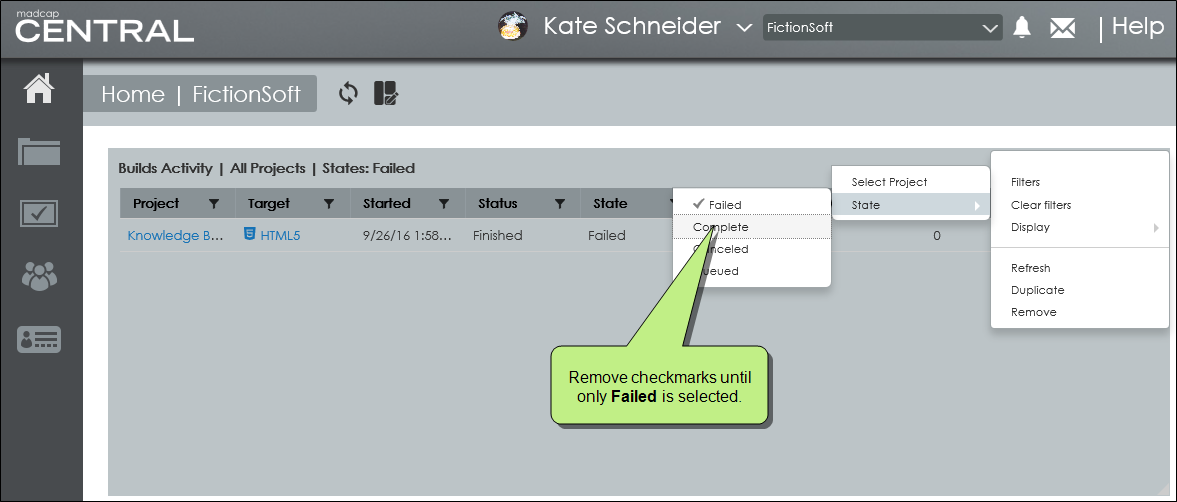 madcap
CENTRAL
Kate Schneider
FictionSoft
Help
Home | FictionSoft
Builds Activity | All Projects | States: Failed
Project Target Started Status State
Knowledge B... HTML5 9/26/16 1:58... Finished Failed 0
Failed
Complete
Canceled
Queued
Select Project
State
Filters
Clear filters
Display
Refresh
Duplicate
Remove
Remove checkmarks until
only Failed is selected.